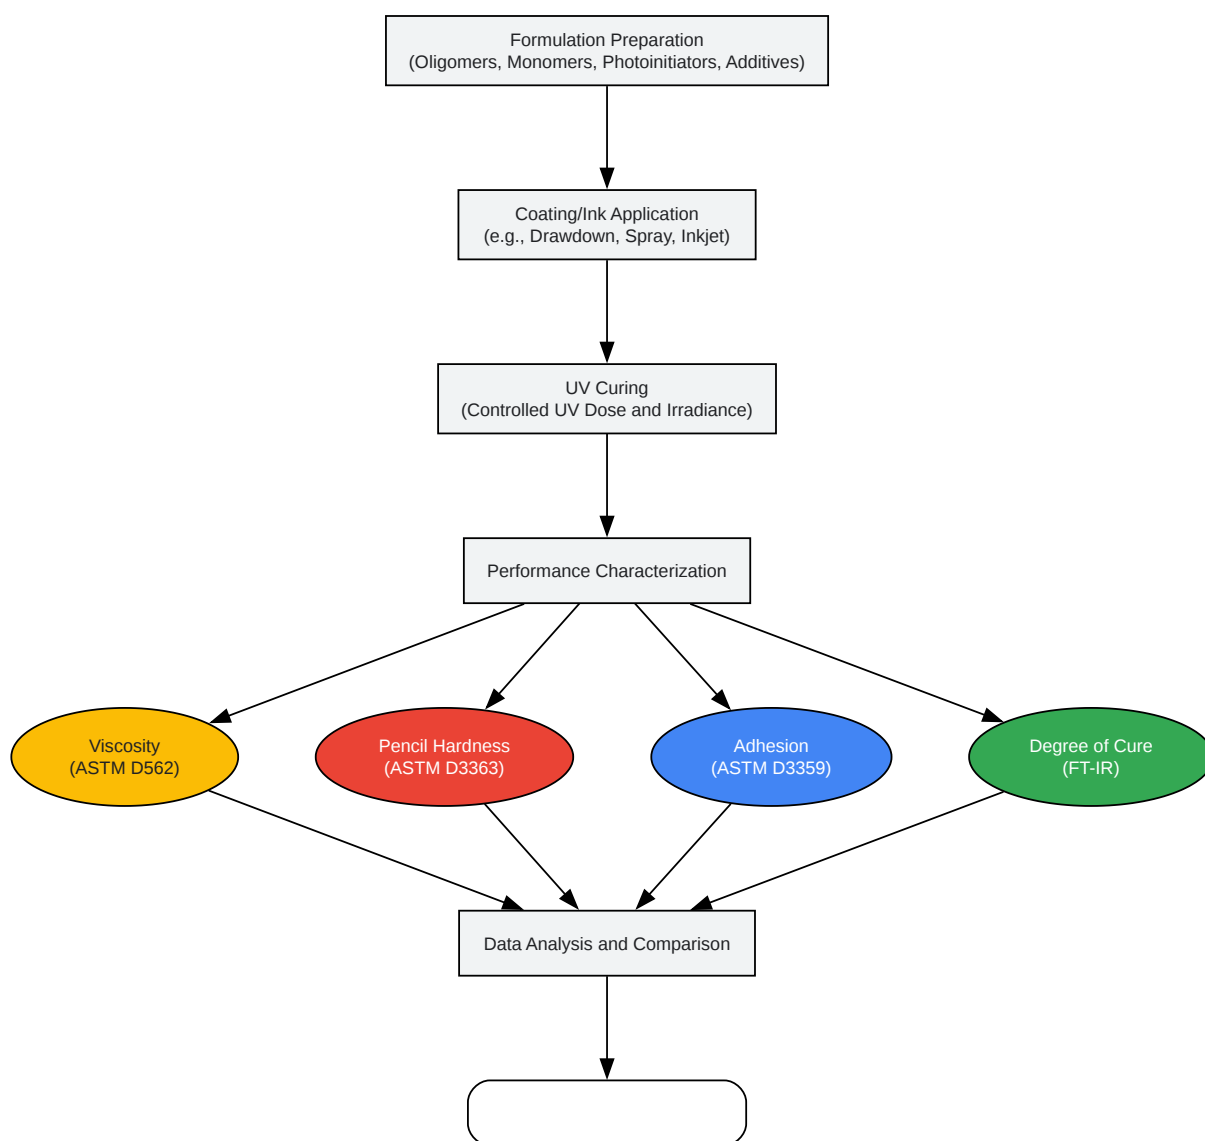 Formulation Preparation
(Oligomers, Monomers, Photoinitiators, Additives)
Coating/Ink Application
(e.g., Drawdown, Spray, Inkjet)
UV Curing
(Controlled UV Dose and Irradiance)
Performance Characterization
Viscosity
(ASTM D562)
Pencil Hardness
(ASTM D3363)
Adhesion
(ASTM D3359)
Degree of Cure
(FT-IR)
Data Analysis and Comparison